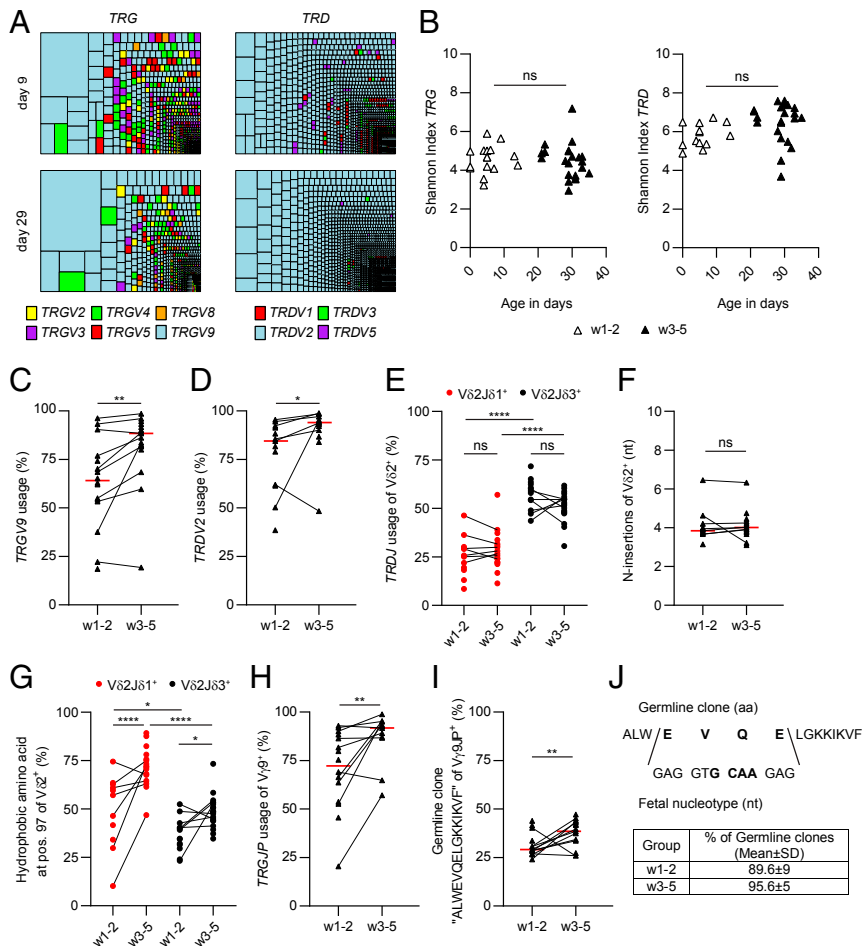 A
TRG
TRD
day 9
day 29
TRGV2 TRGV4 TRGV8
TRGV3 TRGV5 TRGV9
TRDV1 TRDV3
TRDV2 TRDV5
B
Shannon Index TRG
10
8
6
4
2
0
ns
0 10 20 30 40
Age in days
Shannon Index TRD
10
8
6
4
2
0
ns
0 10 20 30 40
Age in days
△ w1-2 ▲ w3-5
C
TRGV9 usage (%)
100
75
50
25
0
**
w1-2 w3-5
D
TRDV2 usage (%)
100
75
50
25
0
*
w1-2 w3-5
E
Vδ2Jδ1⁺ Vδ2Jδ3⁺
TRDJ usage of Vδ2⁺ (%)
100
75
50
25
0
****
****
ns ns
w1-2 w3-5 w1-2 w3-5
F
N-insertions of Vδ2⁺ (nt)
10
8
6
4
2
0
ns
w1-2 w3-5
G
Vδ2Jδ1⁺ Vδ2Jδ3⁺
Hydrophobic amino acid
at pos. 97 of Vδ2⁺ (%)
100
75
50
25
0
*
**** ****
*
w1-2 w3-5 w1-2 w3-5
H
TRGJP usage of Vγ9⁺ (%)
100
75
50
25
0
**
w1-2 w3-5
I
Germline clone
"ALWEVQELGKKIKVF" of Vγ9JP⁺ (%)
100
75
50
25
0
**
w1-2 w3-5
J
Germline clone (aa)
ALW E V Q E LGKKIKVF
GAG GTG CAA GAG
Fetal nucleotype (nt)
Group % of Germline clones
(Mean±SD)
w1-2 89.6±9
w3-5 95.6±5